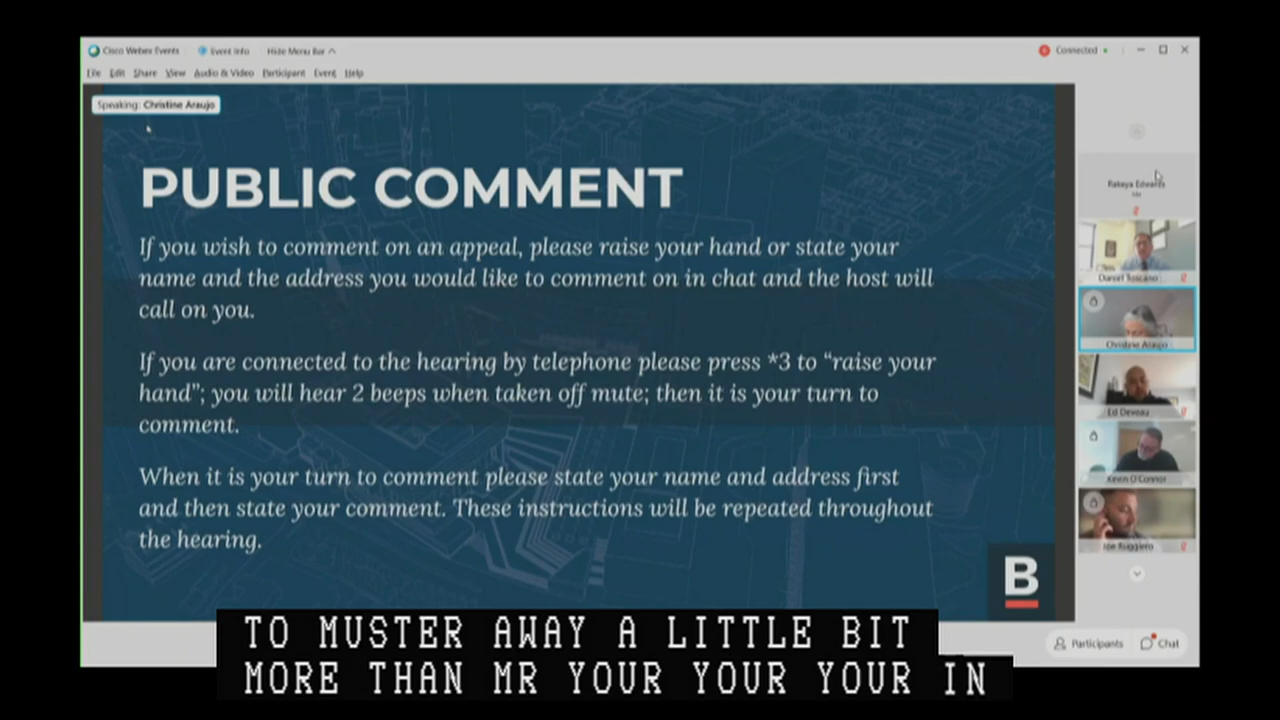 Cisco Webex Events Event Info Hide Menu Bar Connected
File Edit Share View Audio & Video Participant Event Help
Speaking: Christine Araujo
PUBLIC COMMENT
If you wish to comment on an appeal, please raise your hand or state your
name and the address you would like to comment on in chat and the host will
call on you.
If you are connected to the hearing by telephone please press *3 to “raise your
hand”; you will hear 2 beeps when taken off mute; then it is your turn to
comment.
When it is your turn to comment please state your name and address first
and then state your comment. These instructions will be repeated throughout
the hearing.
B
Rakeya Edwards
Daniel Toscano
Christine Araujo
Ed Deveau
Kevin O'Connor
Joe Ruggiero
Participants Chat
TO MUSTER AWAY A LITTLE BIT
MORE THAN MR YOUR YOUR YOUR IN